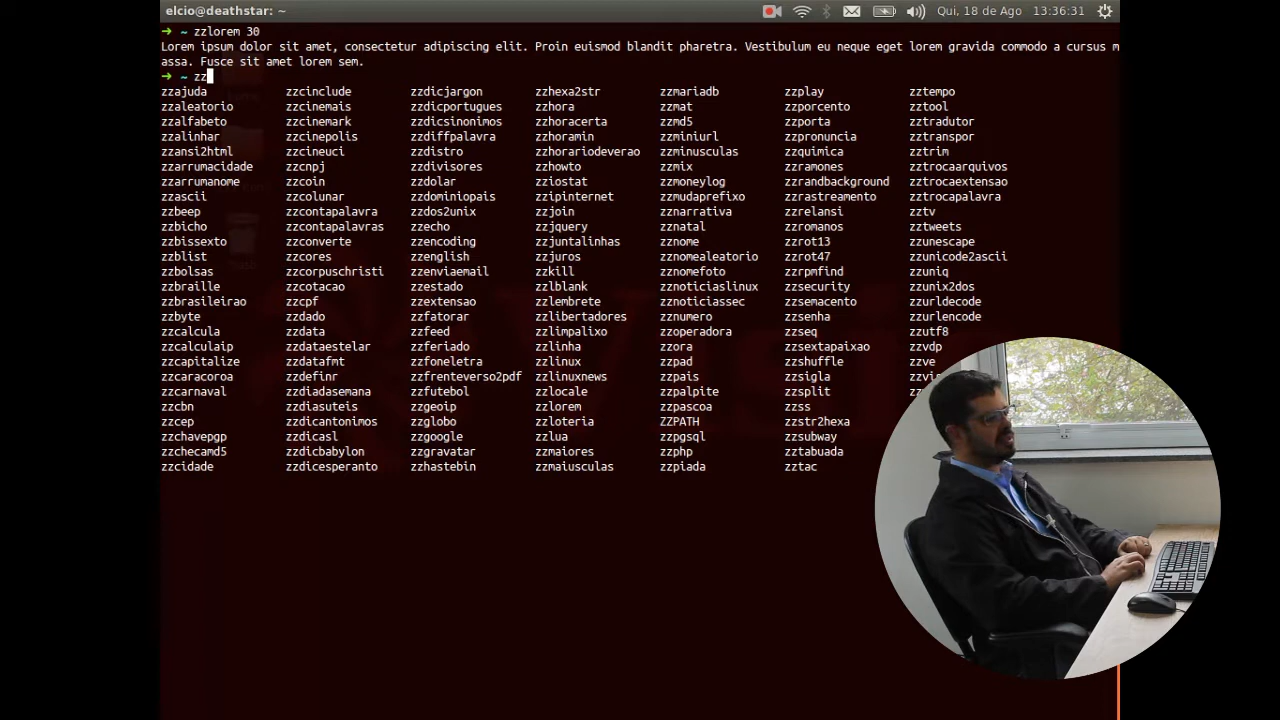 elcio@deathstar: ~ Qui, 18 de Ago 13:36:31
➜ ~ zzlorem 30
Lorem ipsum dolor sit amet, consectetur adipiscing elit. Proin euismod blandit pharetra. Vestibulum eu neque eget lorem gravida commodo a cursus m
assa. Fusce sit amet lorem sem.
➜ ~ zz
zzajuda zzcinclude zzdicjargon zzhexa2str zzmariadb zzplay zztempo
zzaleatorio zzcinemais zzdicportugues zzhora zzmat zzporcento zztool
zzalfabeto zzcinemark zzdicsinonimos zzhoracerta zzmd5 zzporta zztradutor
zzalinhar zzcinepolis zzdiffpalavra zzhoramin zzminiurl zzpronuncia zztranspor
zzansi2html zzcineuci zzdistro zzhorariodeverao zzminusculas zzquimica zztrim
zzarrumacidade zzcnpj zzdivisores zzhowto zzmix zzramones zztrocaarquivos
zzarrumanome zzcoin zzdolar zziostat zzmoneylog zzrandbackground zztrocaextensao
zzascii zzcolunar zzdominiopais zzipinternet zzmudaprefixo zzrastreamento zztrocapalavra
zzbeep zzcontapalavra zzdos2unix zzjoin zznarrativa zzrelansi zztv
zzbicho zzcontapalavras zzecho zzjquery zznatal zzromanos zztweets
zzbissexto zzconverte zzencoding zzjuntalinhas zznome zzrot13 zzunescape
zzblist zzcores zzenglish zzjuros zznomealeatorio zzrot47 zzunicode2ascii
zzbolsas zzcorpuschristi zzenviaemail zzkill zznomefoto zzrpmfind zzuniq
zzbraille zzcotacao zzestado zzlblank zznoticiaslinux zzsecurity zzunix2dos
zzbrasileirao zzcpf zzextensao zzlembrete zznoticiassec zzsemacento zzurldecode
zzbyte zzdado zzfatorar zzlibertadores zznumero zzsenha zzurlencode
zzcalcula zzdata zzfeed zzlimpalixo zzoperadora zzseq zzutf8
zzcalculaip zzdataestelar zzferiado zzlinha zzora zzsextapaixao zzvdp
zzcapitalize zzdatafmt zzfoneletra zzlinux zzpad zzshuffle zzve
zzcaracoroa zzdefinr zzfrenteverso2pdf zzlinuxnews zzpais zzsigla
zzcarnaval zzdiadasemana zzfutebol zzlocale zzpalpite zzsplit
zzcbn zzdiasuteis zzgeoip zzlorem zzpascoa zzss
zzcep zzdicantonimos zzglobo zzloteria ZZPATH zzstr2hexa
zzchavepgp zzdicasl zzgoogle zzlua zzpgsql zzsubway
zzchecamd5 zzdicbabylon zzgravatar zzmaiores zzphp zztabuada
zzcidade zzdicesperanto zzhastebin zzmaiusculas zzpiada zztac